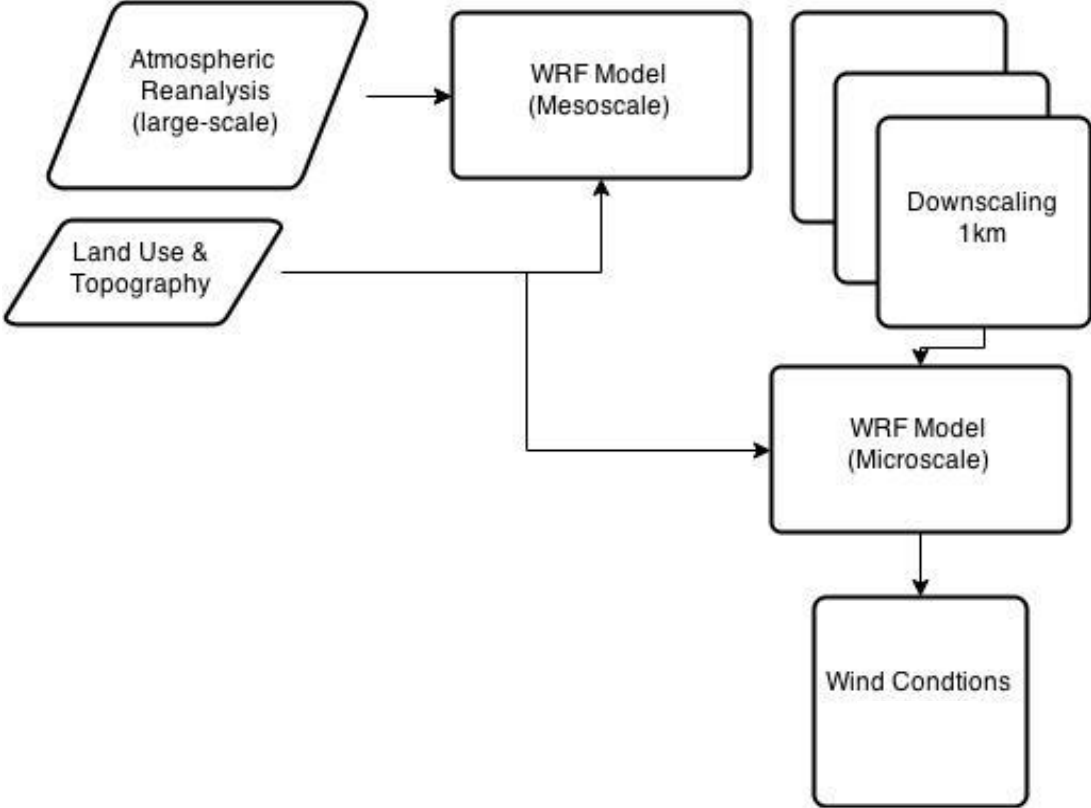 Atmospheric
Reanalysis
(large-scale)
WRF Model
(Mesoscale)
Land Use &
Topography
Downscaling
1km
WRF Model
(Microscale)
Wind Condtions